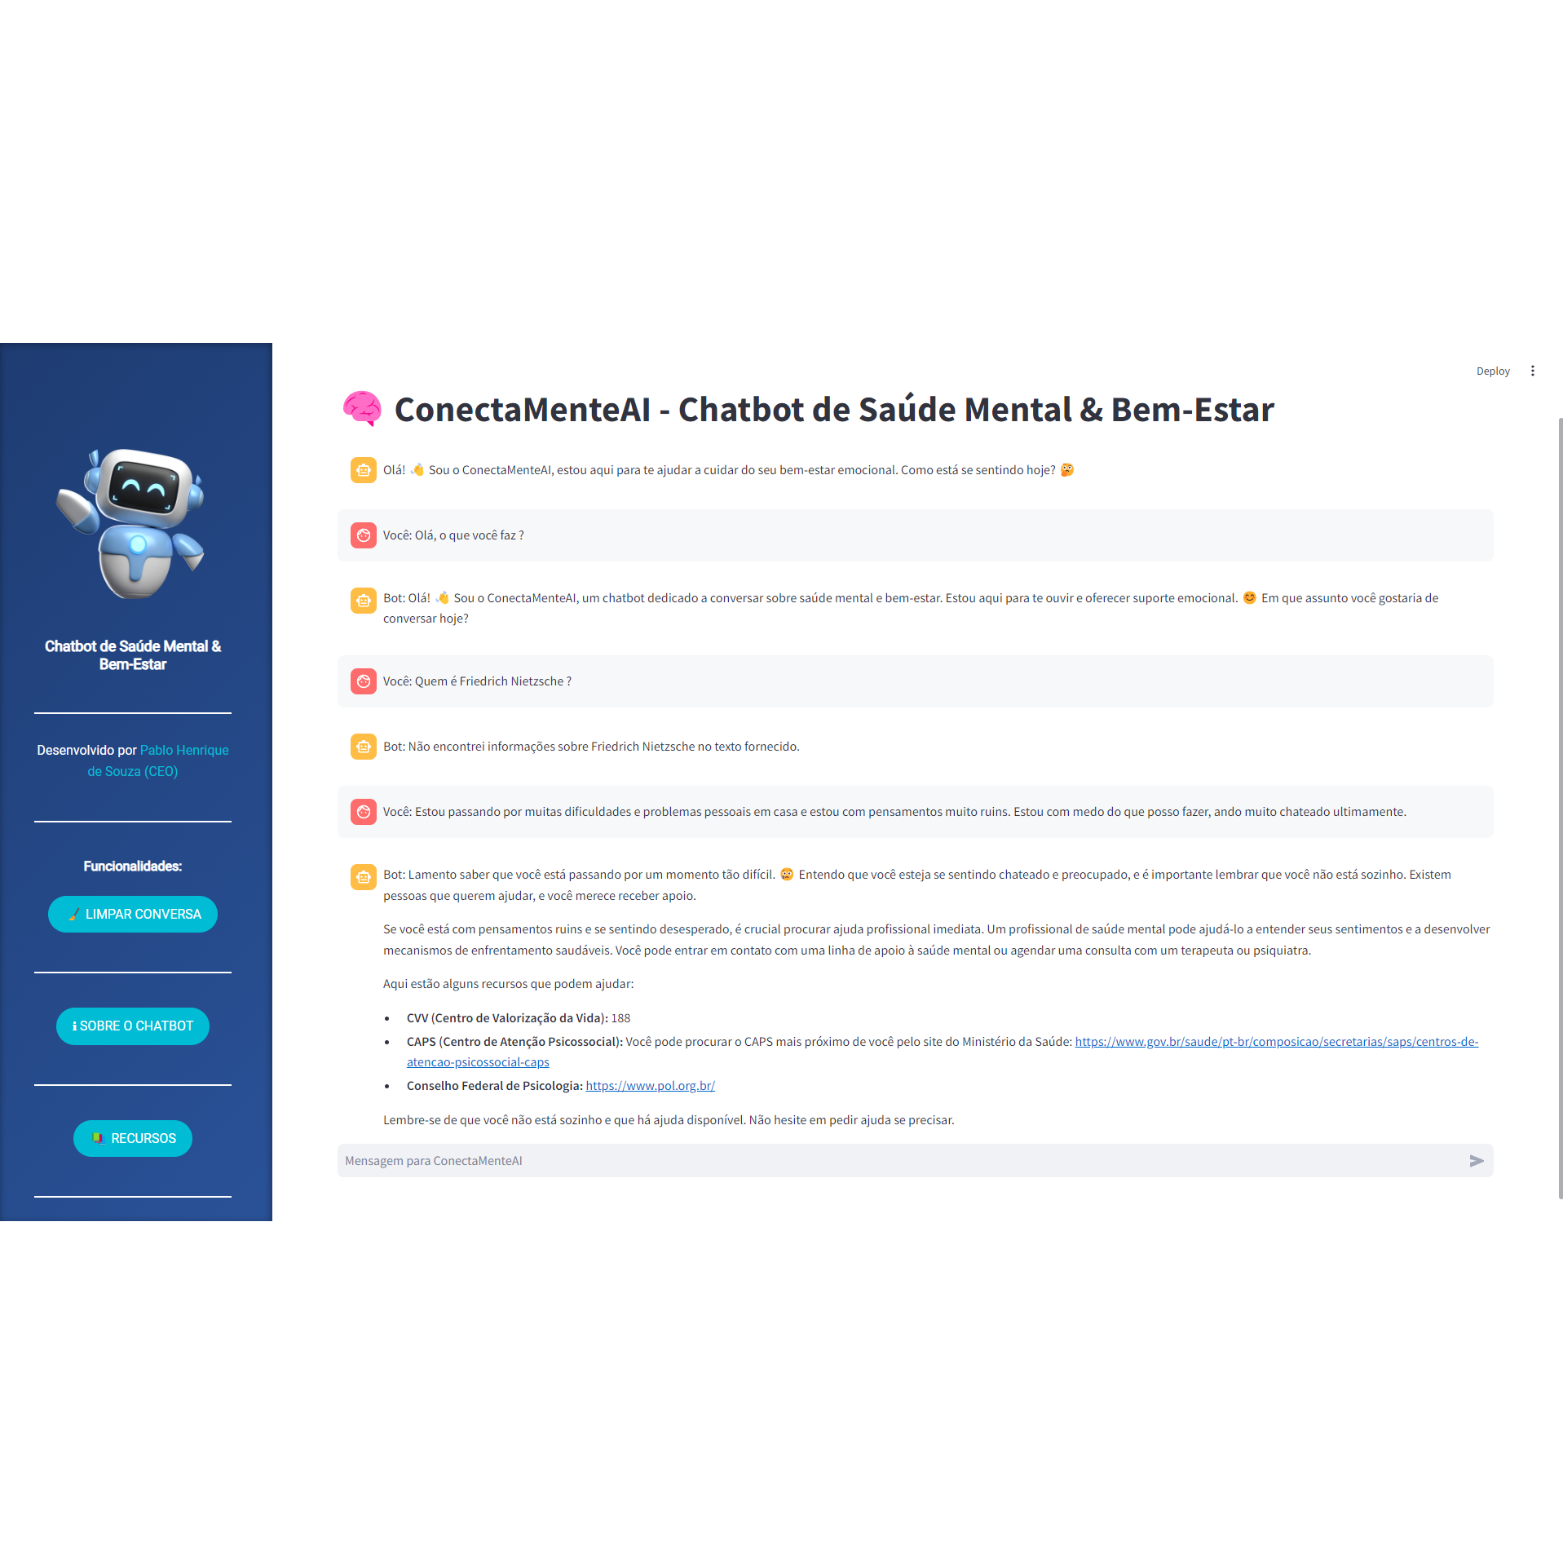 Chatbot de Saúde Mental &
Bem-Estar
Desenvolvido por Pablo Henrique
de Souza (CEO)
Funcionalidades:
🧹 LIMPAR CONVERSA
ℹ SOBRE O CHATBOT
📚 RECURSOS
Deploy
🧠 ConectaMenteAI - Chatbot de Saúde Mental & Bem-Estar
Olá! 👋 Sou o ConectaMenteAI, estou aqui para te ajudar a cuidar do seu bem-estar emocional. Como está se sentindo hoje? 🤔
Você: Olá, o que você faz ?
Bot: Olá! 👋 Sou o ConectaMenteAI, um chatbot dedicado a conversar sobre saúde mental e bem-estar. Estou aqui para te ouvir e oferecer suporte emocional. 😊 Em que assunto você gostaria de
conversar hoje?
Você: Quem é Friedrich Nietzsche ?
Bot: Não encontrei informações sobre Friedrich Nietzsche no texto fornecido.
Você: Estou passando por muitas dificuldades e problemas pessoais em casa e estou com pensamentos muito ruins. Estou com medo do que posso fazer, ando muito chateado ultimamente.
Bot: Lamento saber que você está passando por um momento tão difícil. 😟 Entendo que você esteja se sentindo chateado e preocupado, e é importante lembrar que você não está sozinho. Existem
pessoas que querem ajudar, e você merece receber apoio.
Se você está com pensamentos ruins e se sentindo desesperado, é crucial procurar ajuda profissional imediata. Um profissional de saúde mental pode ajudá-lo a entender seus sentimentos e a desenvolver
mecanismos de enfrentamento saudáveis. Você pode entrar em contato com uma linha de apoio à saúde mental ou agendar uma consulta com um terapeuta ou psiquiatra.
Aqui estão alguns recursos que podem ajudar:
• CVV (Centro de Valorização da Vida): 188
• CAPS (Centro de Atenção Psicossocial): Você pode procurar o CAPS mais próximo de você pelo site do Ministério da Saúde: https://www.gov.br/saude/pt-br/composicao/secretarias/saps/centros-de-
atencao-psicossocial-caps
• Conselho Federal de Psicologia: https://www.pol.org.br/
Lembre-se de que você não está sozinho e que há ajuda disponível. Não hesite em pedir ajuda se precisar.
Mensagem para ConectaMenteAI